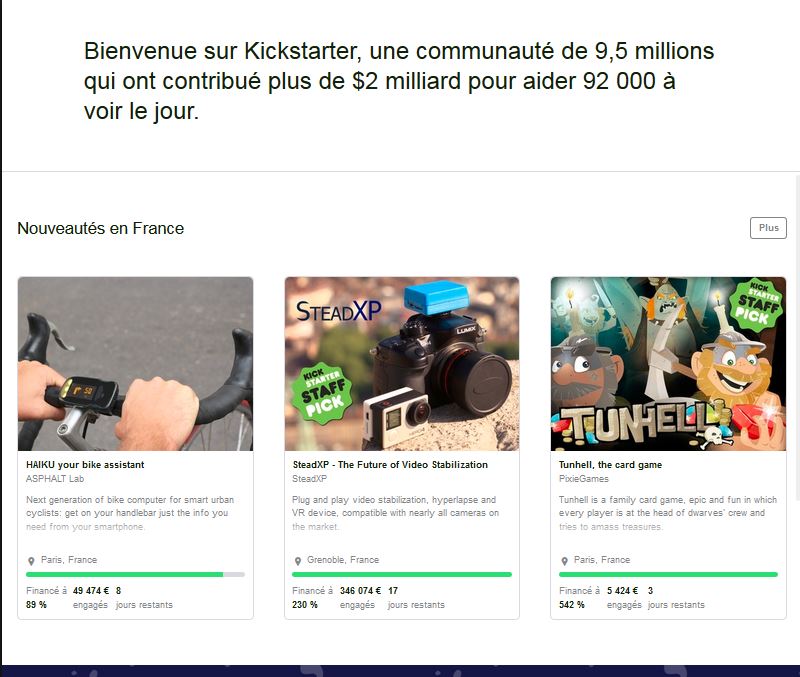 Bienvenue sur Kickstarter, une communauté de 9,5 millions
qui ont contribué plus de $2 milliard pour aider 92 000 à
voir le jour.
Nouveautés en France
Plus
HAIKU your bike assistant
ASPHALT Lab
Next generation of bike computer for smart urban
cyclists: get on your handlebar just the info you
need from your smartphone.
Paris, France
Financé à 49 474 € 8
89 % engagés jours restants
STEADXP
LUMIX
KICK
STARTER
STAFF
PICK
SteadXP - The Future of Video Stabilization
SteadXP
Plug and play video stabilization, hyperlapse and
VR device, compatible with nearly all cameras on
the market.
Grenoble, France
Financé à 346 074 € 17
230 % engagés jours restants
KICK
STARTER
STAFF
PICK
TUNHELL
Tunhell, the card game
PixieGames
Tunhell is a family card game, epic and fun in which
every player is at the head of dwarves' crew and
tries to amass treasures.
Paris, France
Financé à 5 424 € 3
542 % engagés jours restants